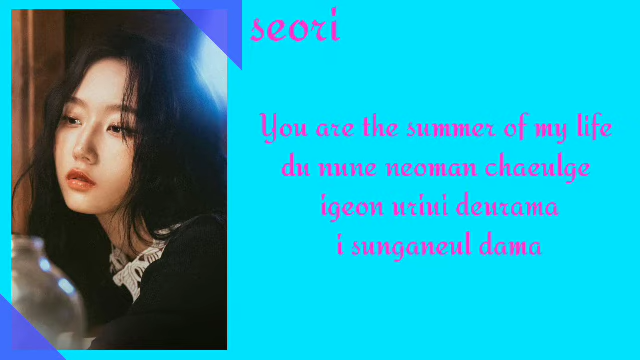 seori
You are the summer of my life
du nune neoman chaeulge
igeon uriui deurama
i sunganeul dama